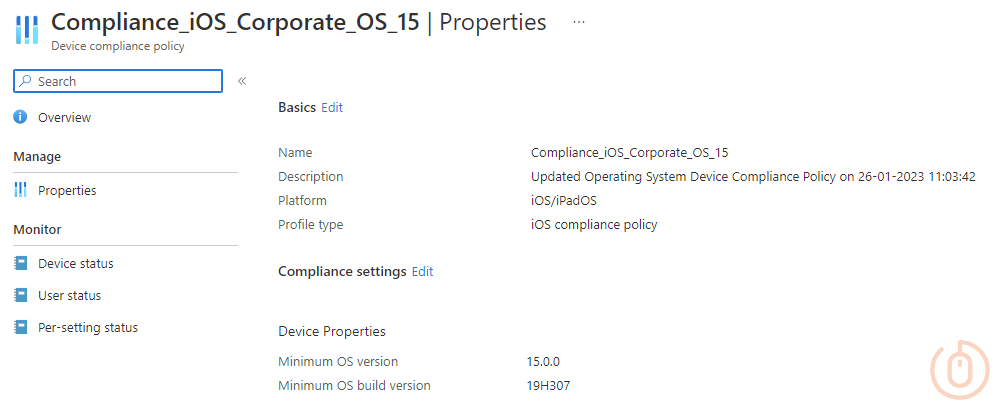 Compliance_iOS_Corporate_OS_15 | Properties ...
Device compliance policy
Search «
Overview
Manage
Properties
Monitor
Device status
User status
Per-setting status
Basics Edit
Name Compliance_iOS_Corporate_OS_15
Description Updated Operating System Device Compliance Policy on 26-01-2023 11:03:42
Platform iOS/iPadOS
Profile type iOS compliance policy
Compliance settings Edit
Device Properties
Minimum OS version 15.0.0
Minimum OS build version 19H307